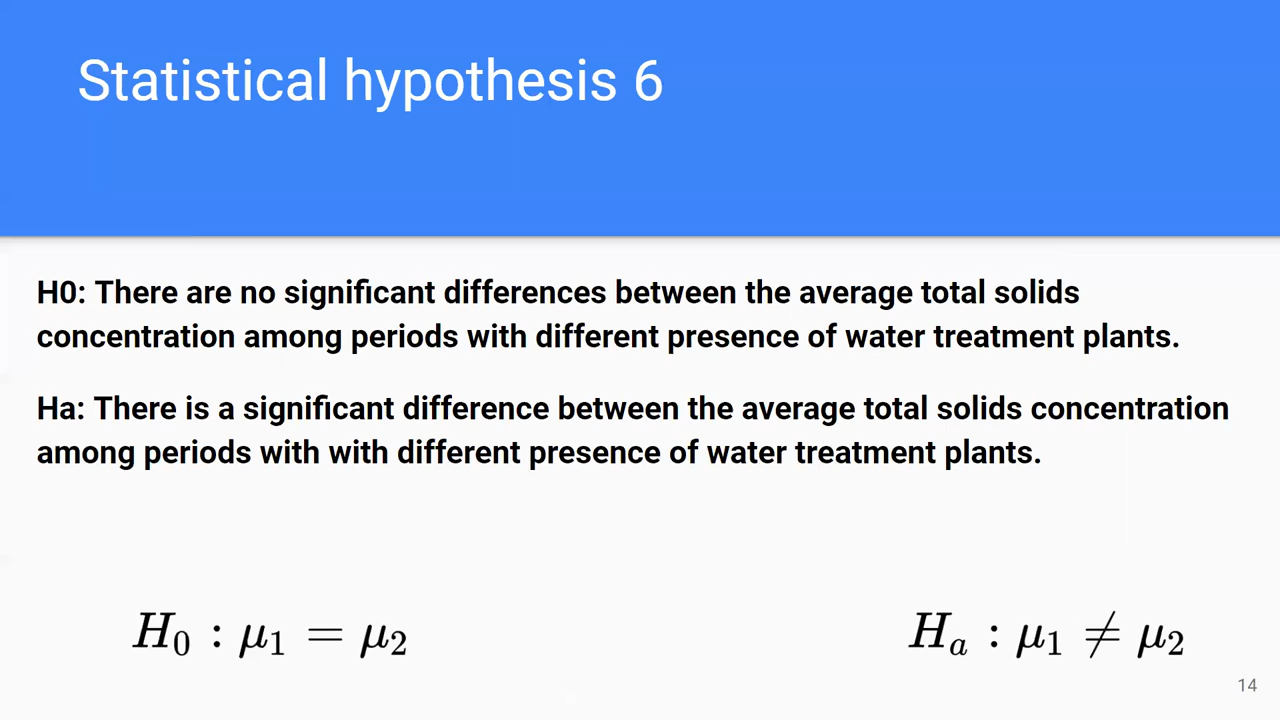 Statistical hypothesis 6
H0: There are no significant differences between the average total solids
concentration among periods with different presence of water treatment plants.
Ha: There is a significant difference between the average total solids concentration
among periods with with different presence of water treatment plants.
H₀ : μ₁ = μ₂
Hₐ : μ₁ ≠ μ₂
14